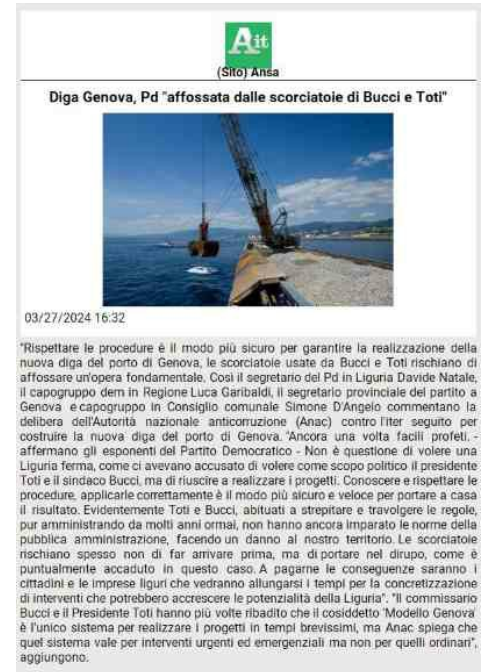 Ait
(Sito) Ansa
Diga Genova, Pd "affossata dalle scorciatoie di Bucci e Toti"
03/27/2024 16:32
"Rispettare le procedure è il modo più sicuro per garantire la realizzazione della
nuova diga del porto di Genova, le scorciatoie usate da Bucci e Toti rischiano di
affossare un'opera fondamentale. Così il segretario del Pd in Liguria Davide Natale,
il capogruppo dem in Regione Luca Garibaldi, il segretario provinciale del partito a
Genova e capogruppo in Consiglio comunale Simone D'Angelo commentano la
delibera dell'Autorità nazionale anticorruzione (Anac) contro l'iter seguito per
costruire la nuova diga del porto di Genova. "Ancora una volta facili profeti. -
affermano gli esponenti del Partito Democratico - Non è questione di volere una
Liguria ferma, come ci avevano accusato di volere come scopo politico il presidente
Toti e il sindaco Bucci, ma di riuscire a realizzare i progetti. Conoscere e rispettare le
procedure, applicarle correttamente è il modo più sicuro e veloce per portare a casa
il risultato. Evidentemente Toti e Bucci, abituati a strepitare e travolgere le regole,
pur amministrando da molti anni ormai, non hanno ancora imparato le norme della
pubblica amministrazione, facendo un danno al nostro territorio. Le scorciatoie
rischiano spesso non di far arrivare prima, ma di portare nel dirupo, come è
puntualmente accaduto in questo caso. A pagarne le conseguenze saranno i
cittadini e le imprese liguri che vedranno allungarsi i tempi per la concretizzazione
di interventi che potrebbero accrescere le potenzialità della Liguria". "Il commissario
Bucci e il Presidente Toti hanno più volte ribadito che il cosiddetto 'Modello Genova'
è l'unico sistema per realizzare i progetti in tempi brevissimi, ma Anac spiega che
quel sistema vale per interventi urgenti ed emergenziali ma non per quelli ordinari",
aggiungono.